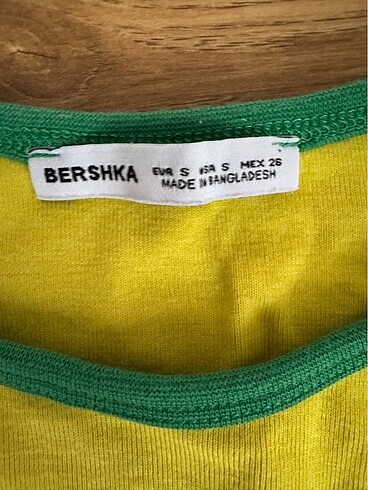 BERSHKA EUR S USA S MEX 26
MADE IN BANGLADESH